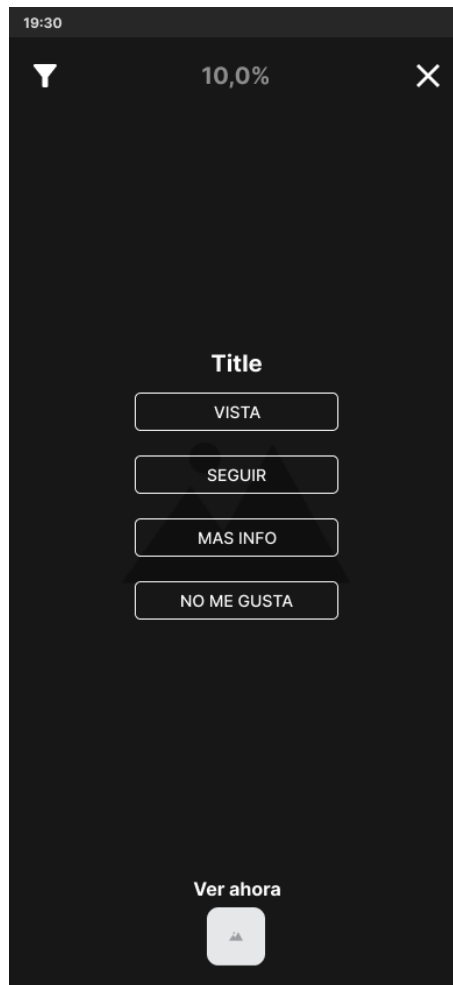 19:30
10,0%
Title
VISTA
SEGUIR
MAS INFO
NO ME GUSTA
Ver ahora